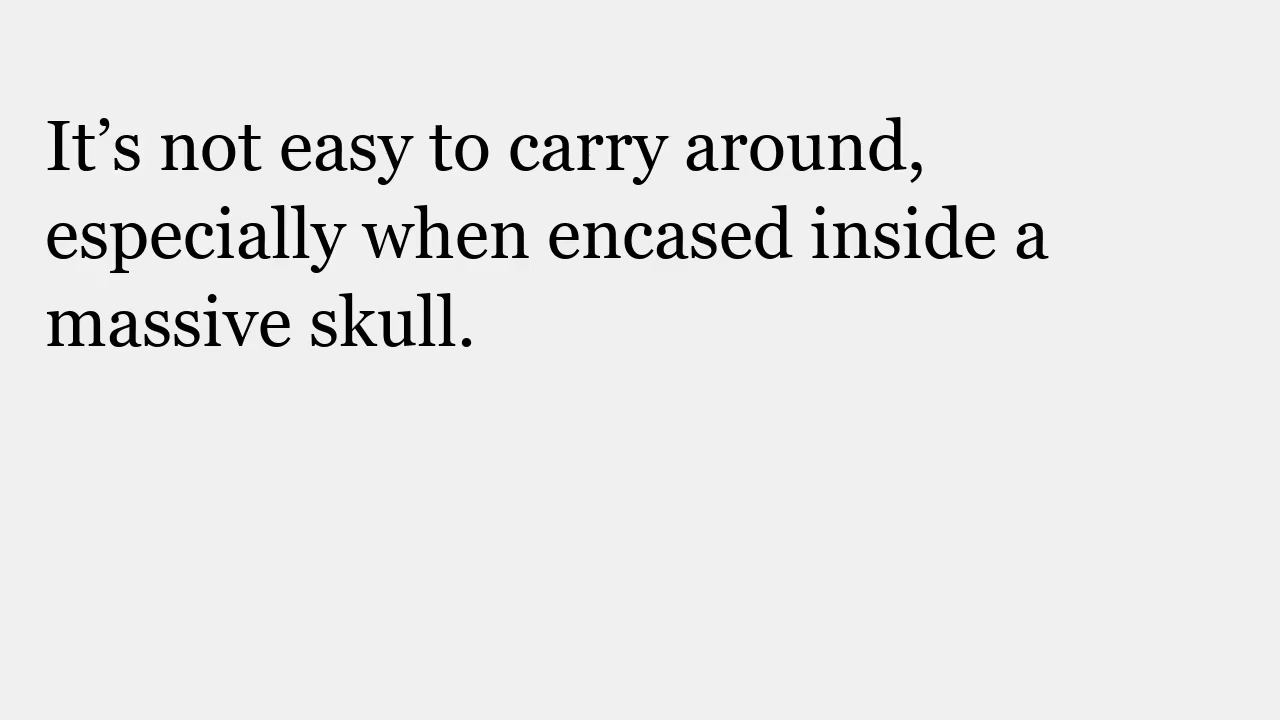 It’s not easy to carry around,
especially when encased inside a
massive skull.